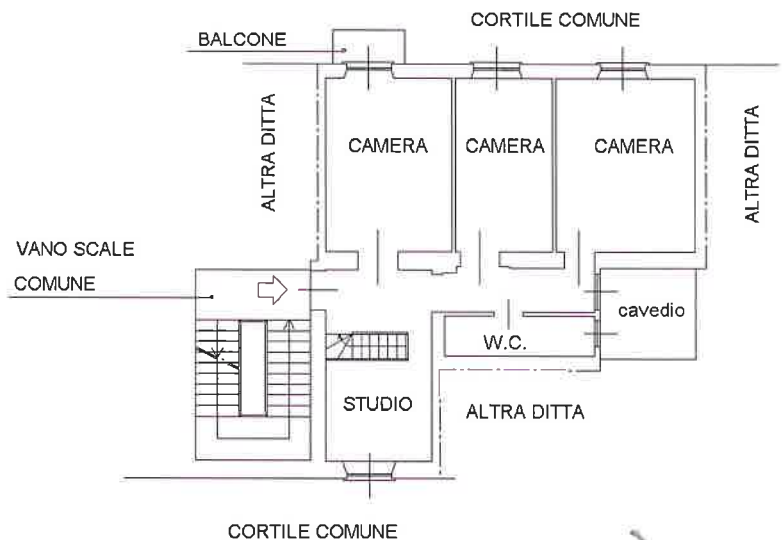 CORTILE COMUNE
BALCONE
ALTRA DITTA
CAMERA
CAMERA
CAMERA
ALTRA DITTA
VANO SCALE
COMUNE
cavedio
W.C.
STUDIO
ALTRA DITTA
CORTILE COMUNE